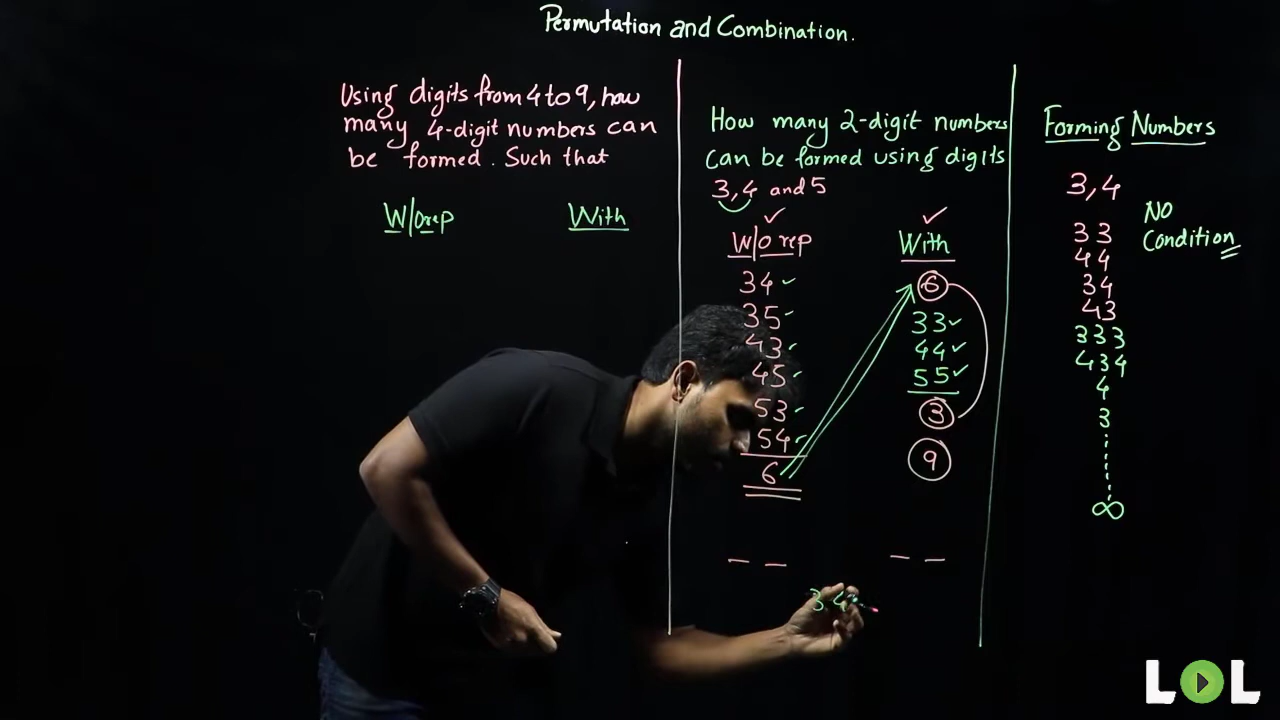 Permutation and Combination.
Using digits from 4 to 9, how
many 4-digit numbers can
be formed. Such that
W/o rep With
How many 2-digit numbers
can be formed using digits
3,4 and 5
W/o rep With
34 ✓
35 ✓
43 ✓
45 ✓
53 ✓
54 ✓
6
6
33 ✓
44 ✓
55 ✓
3
9
3 4
Forming Numbers
3,4
NO
Condition
33
44
34
43
333
434
4
3
∞
LOL